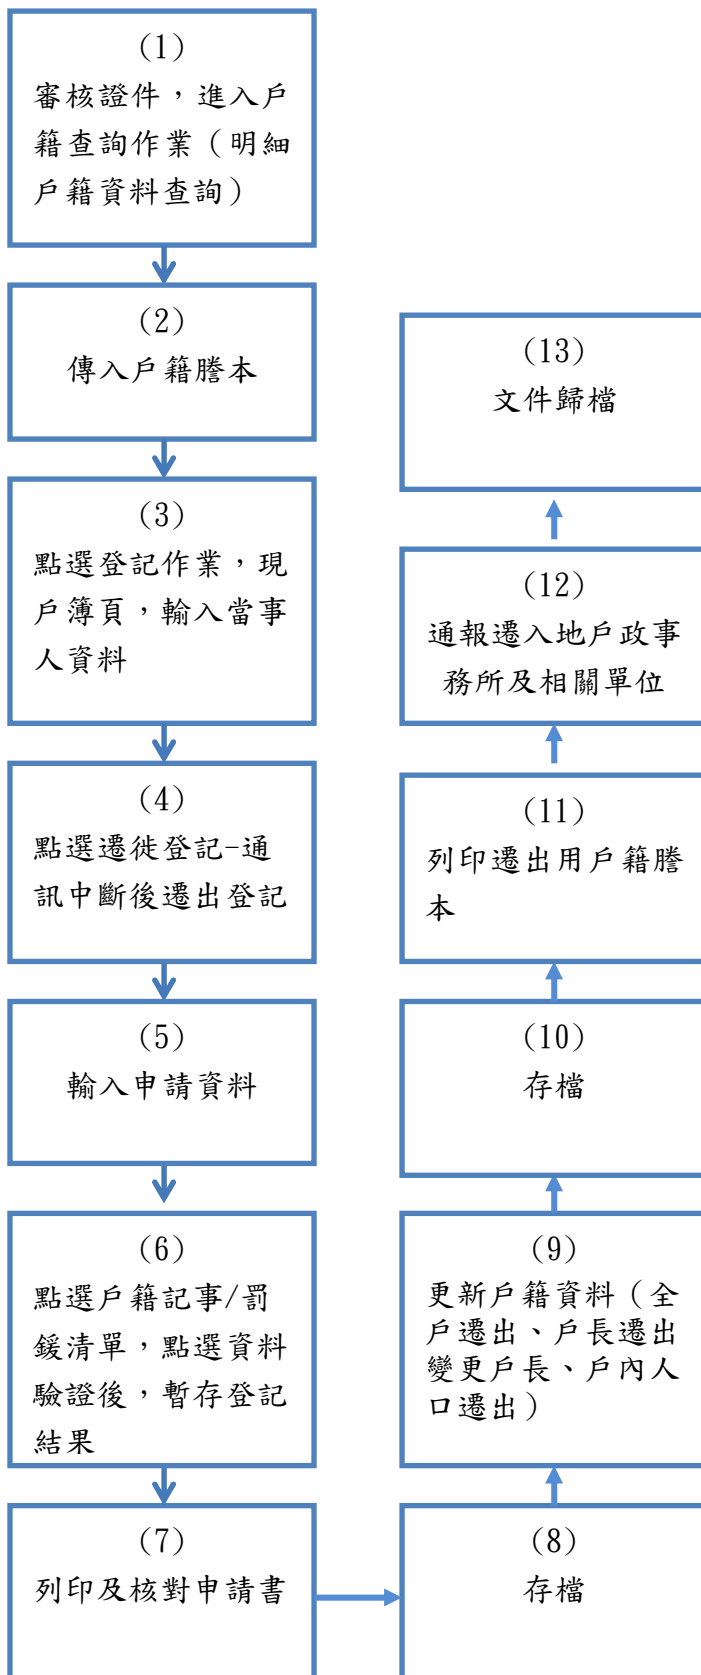 (1)
審核證件，進入戶
籍查詢作業（明細
戶籍資料查詢）
(2)
傳入戶籍謄本
(3)
點選登記作業，現
戶簿頁，輸入當事
人資料
(4)
點選遷徙登記-通
訊中斷後遷出登記
(5)
輸入申請資料
(6)
點選戶籍記事/罰
鍰清單，點選資料
驗證後，暫存登記
結果
(7)
列印及核對申請書
(8)
存檔
(9)
更新戶籍資料（全
戶遷出、戶長遷出
變更戶長、戶內人
口遷出）
(10)
存檔
(11)
列印遷出用戶籍謄
本
(12)
通報遷入地戶政事
務所及相關單位
(13)
文件歸檔